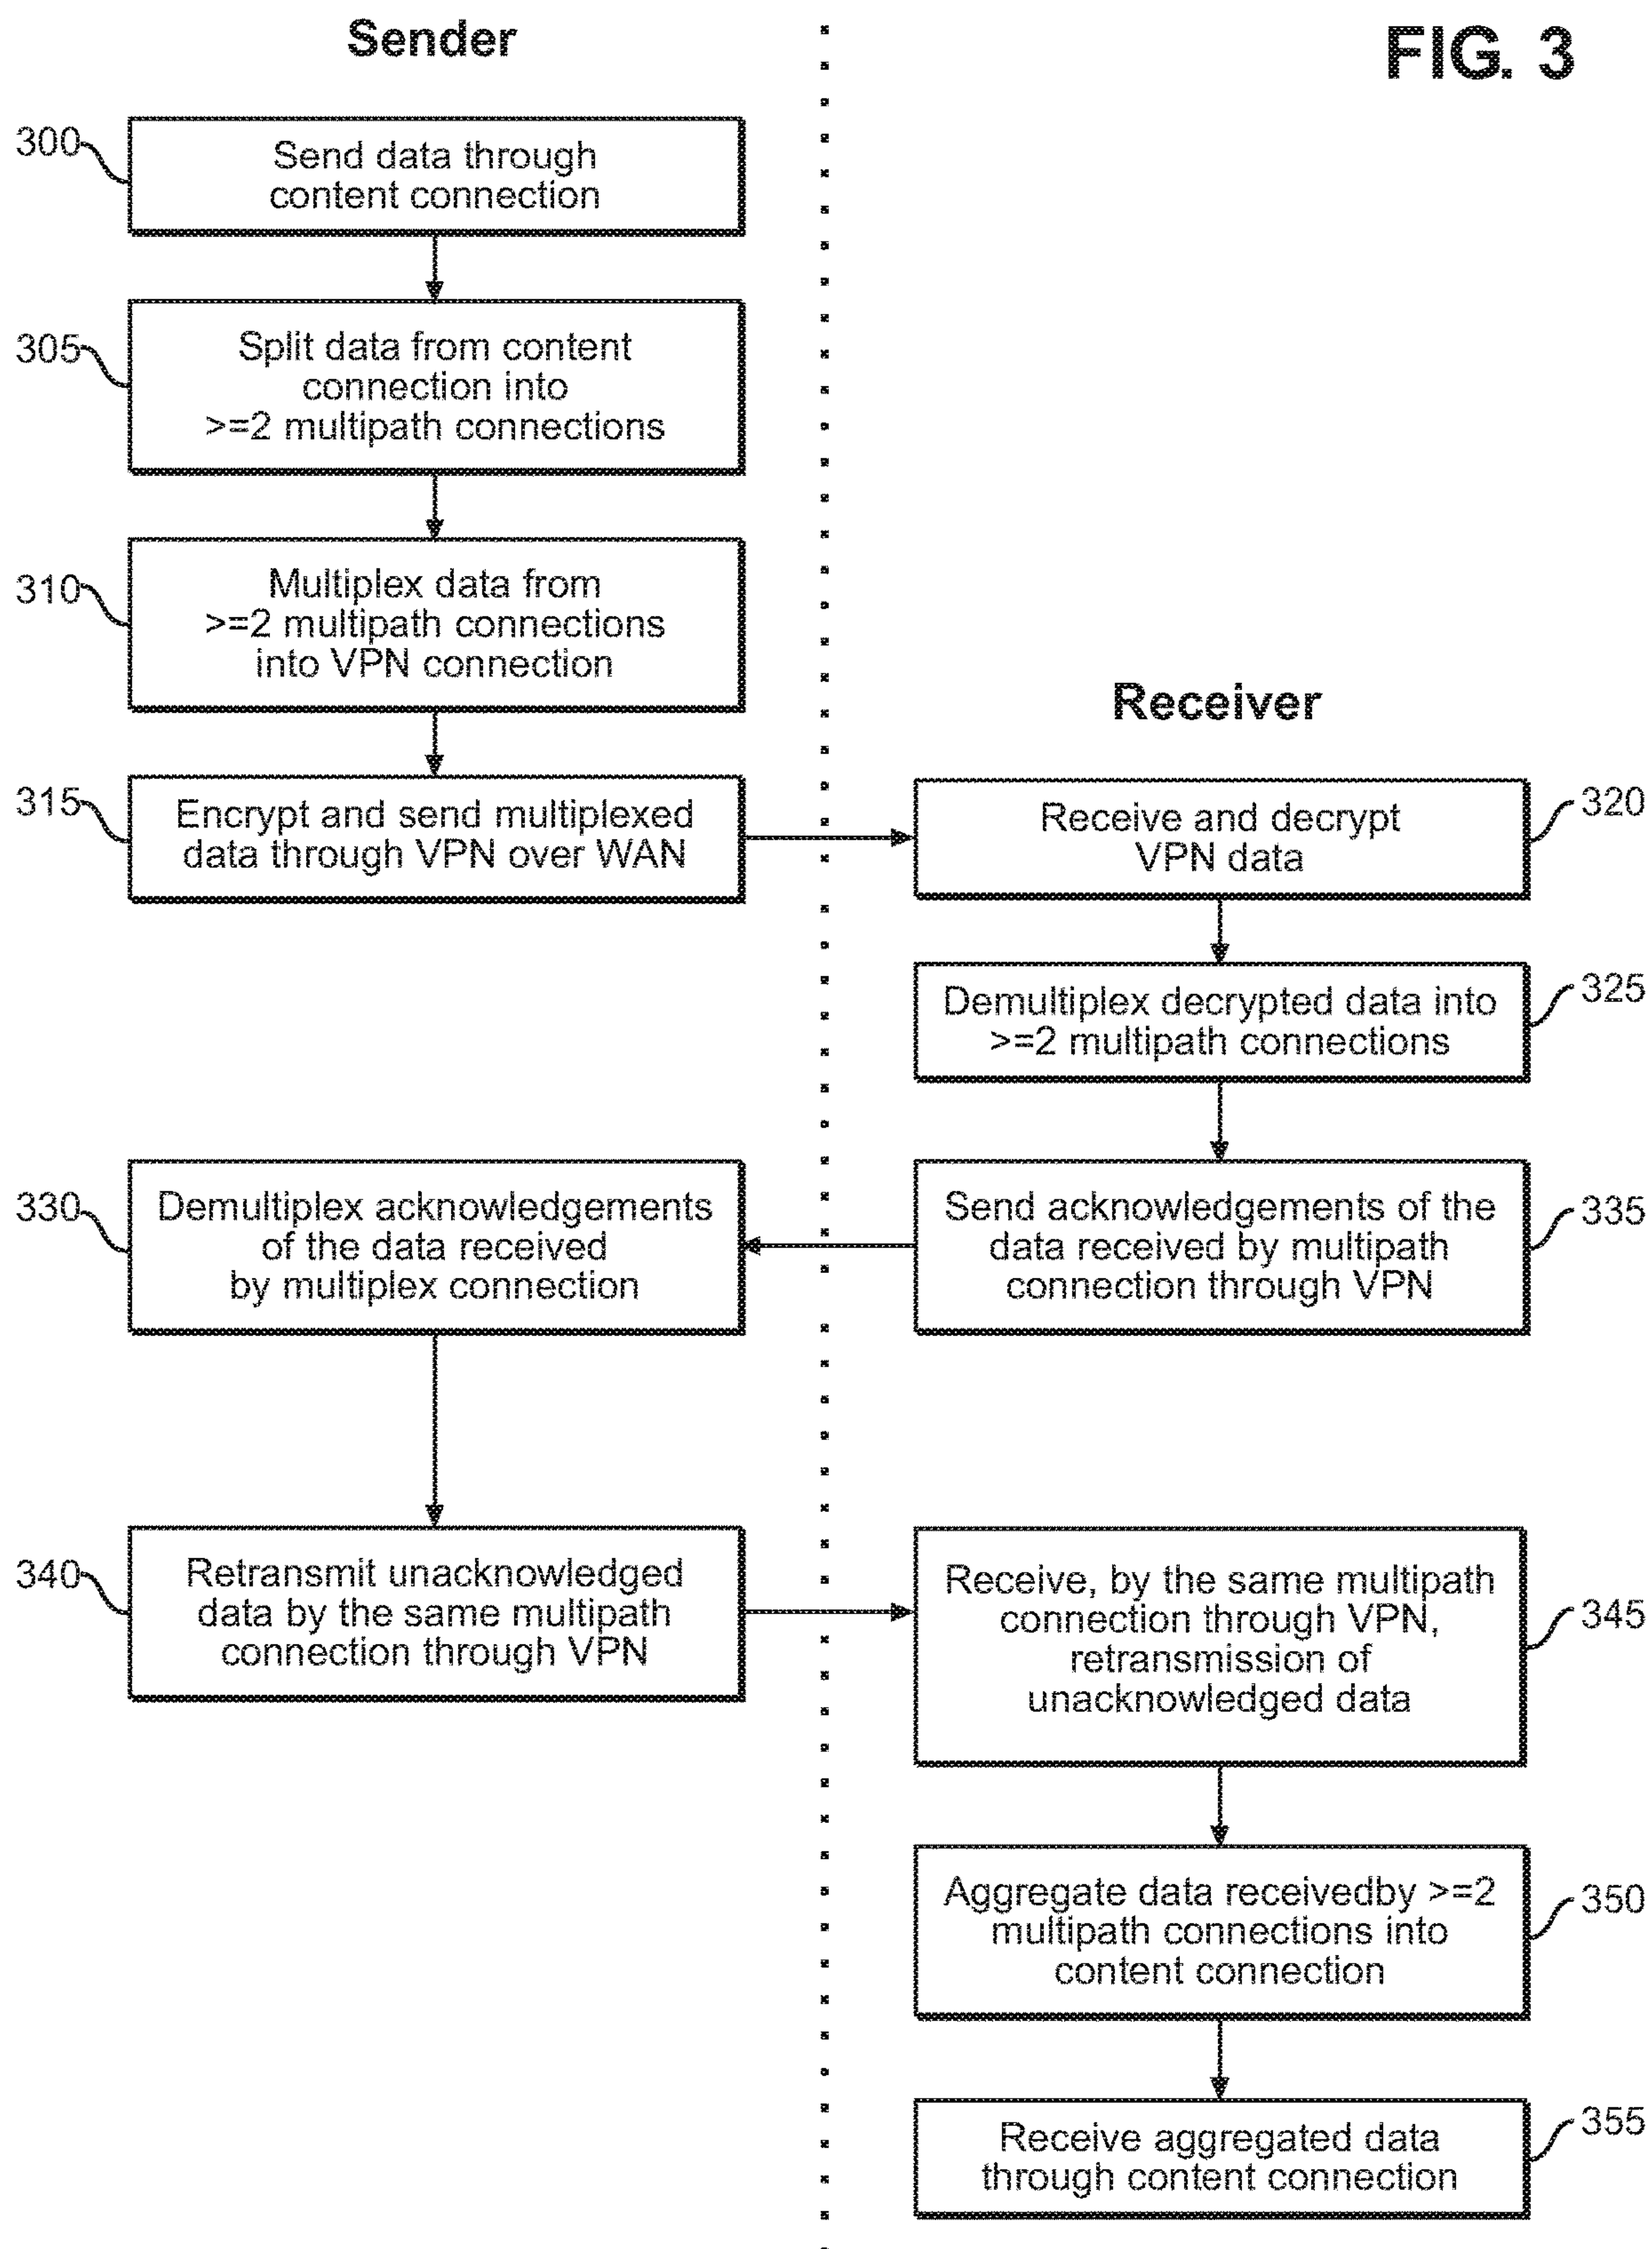 Sender
FIG. 3
300
Send data through
content connection
305
Split data from content
connection into
>=2 multipath connections
310
Multiplex data from
>=2 multipath connections
into VPN connection
Receiver
315
Encrypt and send multiplexed
data through VPN over WAN
Receive and decrypt
VPN data
320
Demultiplex decrypted data into
>=2 multipath connections
325
330
Demultiplex acknowledgements
of the data received
by multiplex connection
Send acknowledgements of the
data received by multipath
connection through VPN
335
340
Retransmit unacknowledged
data by the same multipath
connection through VPN
Receive, by the same multipath
connection through VPN,
retransmission of
unacknowledged data
345
Aggregate data receivedby >=2
multipath connections into
content connection
350
Receive aggregated data
through content connection
355